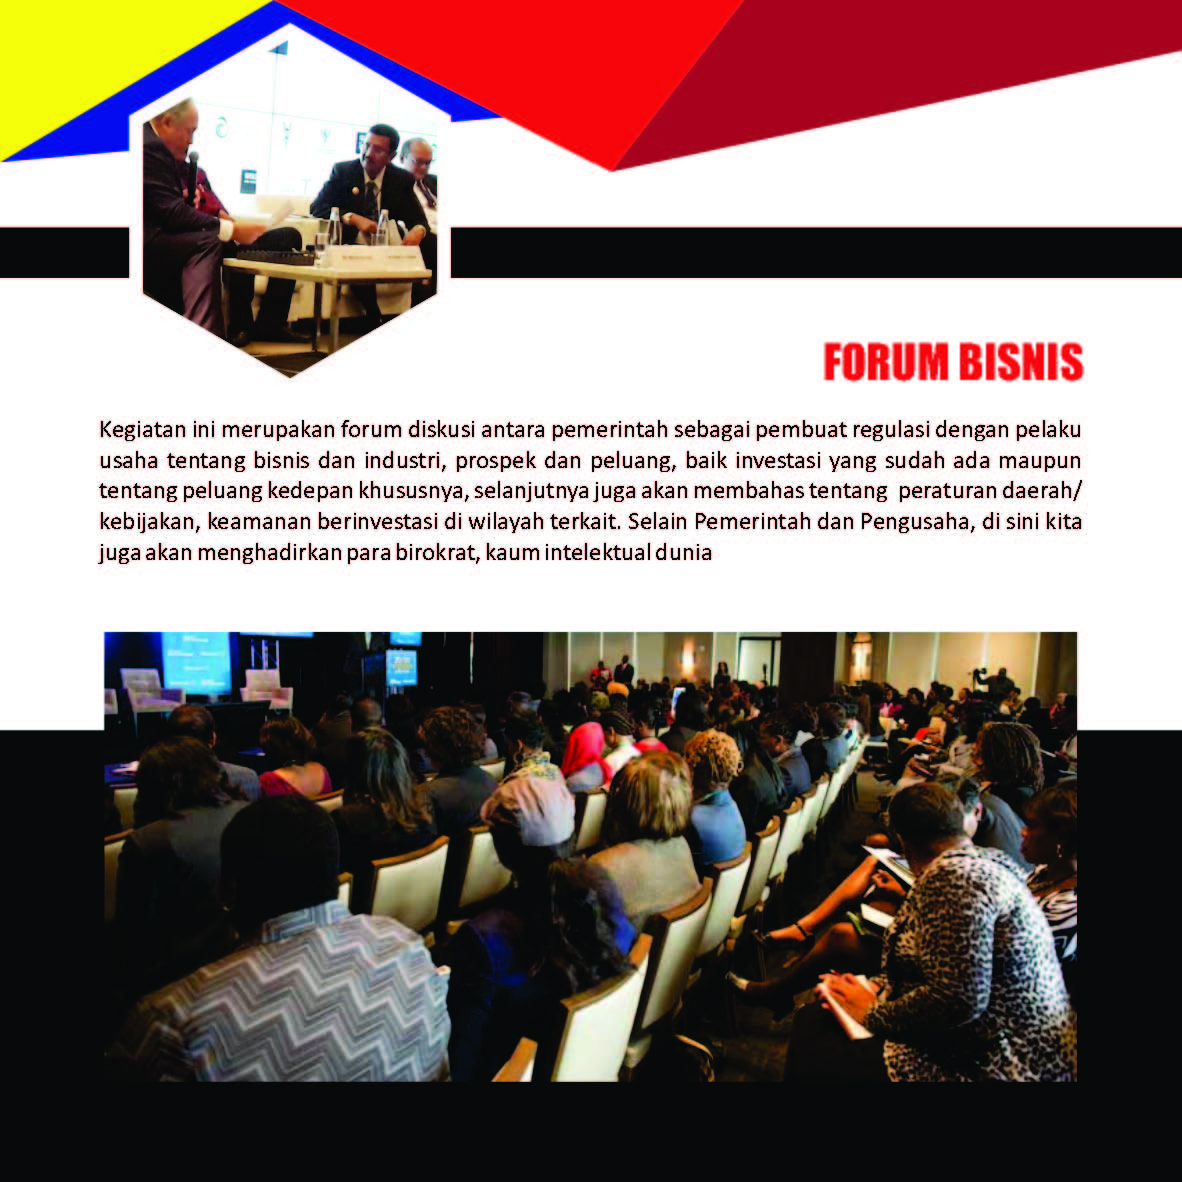 FORUM BISNIS
Kegiatan ini merupakan forum diskusi antara pemerintah sebagai pembuat regulasi dengan pelaku
usaha tentang bisnis dan industri, prospek dan peluang, baik investasi yang sudah ada maupun
tentang peluang kedepan khususnya, selanjutnya juga akan membahas tentang peraturan daerah/
kebijakan, keamanan berinvestasi di wilayah terkait. Selain Pemerintah dan Pengusaha, di sini kita
juga akan menghadirkan para birokrat, kaum intelektual dunia